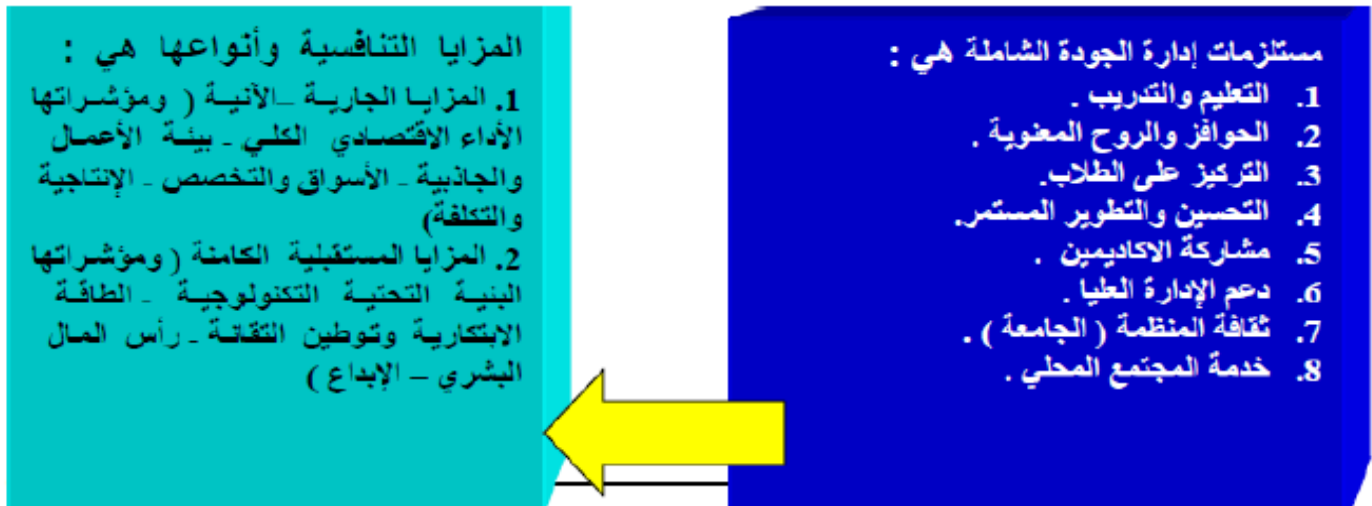 مستلزمات إدارة الجودة الشاملة هي :
1. التعليم والتدريب .
2. الحوافز والروح المعنوية .
3. التركيز على الطلاب.
4. التحسين والتطوير المستمر.
5. مشاركة الاكاديمين .
6. دعم الإدارة العليا .
7. ثقافة المنظمة ( الجامعة ) .
8. خدمة المجتمع المحلي .
المزايا التنافسية وأنواعها هي :
1. المزايا الجارية –الآنية ( ومؤشراتها
الأداء الاقتصادي الكلي - بيئة الأعمال
والجاذبية - الأسواق والتخصص - الإنتاجية
والتكلفة)
2. المزايا المستقبلية الكامنة ( ومؤشراتها
البنية التحتية التكنولوجية - الطاقة
الابتكارية وتوطين التقانة - رأس المال
البشري – الإبداع )